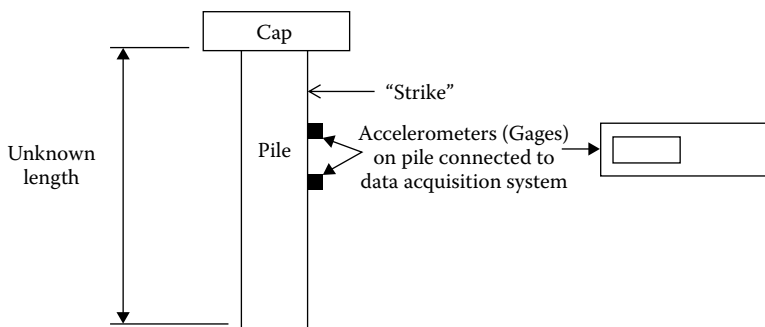 Cap
“Strike”
Unknown
length
Pile
Accelerometers (Gages)
on pile connected to
data acquisition system